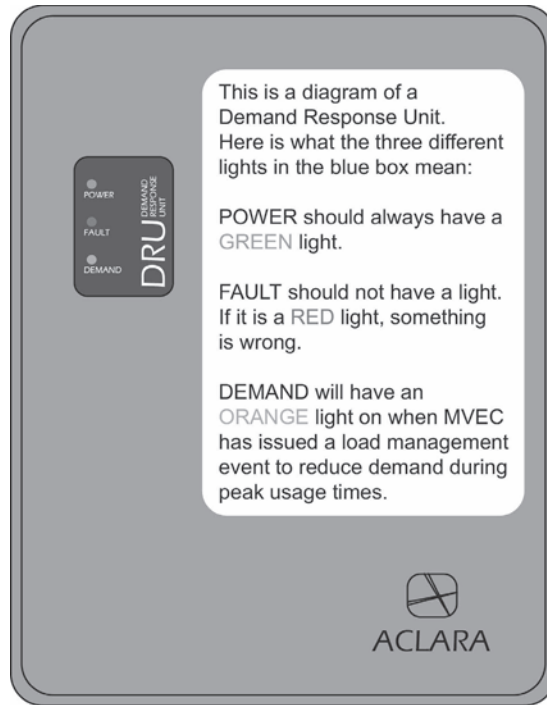 This is a diagram of a
Demand Response Unit.
Here is what the three different
lights in the blue box mean:
POWER should always have a
GREEN light.
FAULT should not have a light.
If it is a RED light, something
is wrong.
DEMAND will have an
ORANGE light on when MVEC
has issued a load management
event to reduce demand during
peak usage times.
POWER
FAULT
DEMAND
DRU
DEMAND
RESPONSE
UNIT
ACLARA